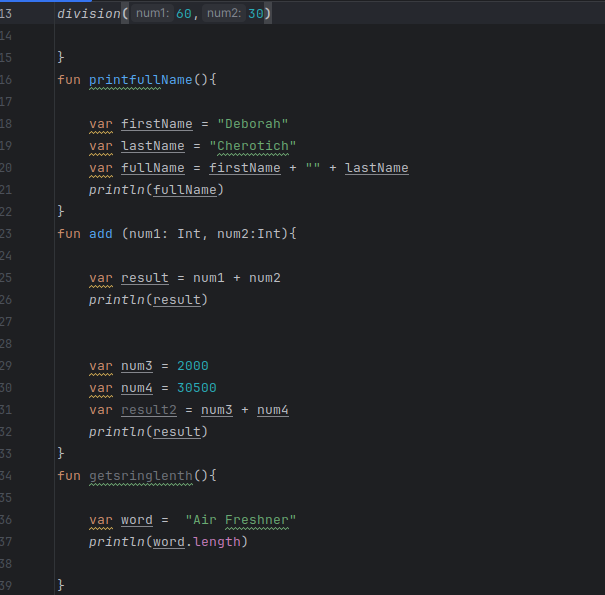 13 division( num1: 60, num2: 30)
14
15 }
16 fun printfullName(){
17
18 var firstName = "Deborah"
19 var lastName = "Cherotich"
20 var fullName = firstName + "" + lastName
21 println(fullName)
22 }
23 fun add (num1: Int, num2:Int){
24
25 var result = num1 + num2
26 println(result)
27
28
29 var num3 = 2000
30 var num4 = 30500
31 var result2 = num3 + num4
32 println(result)
33 }
34 fun getsringlenth(){
35
36 var word =  "Air Freshner"
37 println(word.length)
38
39 }